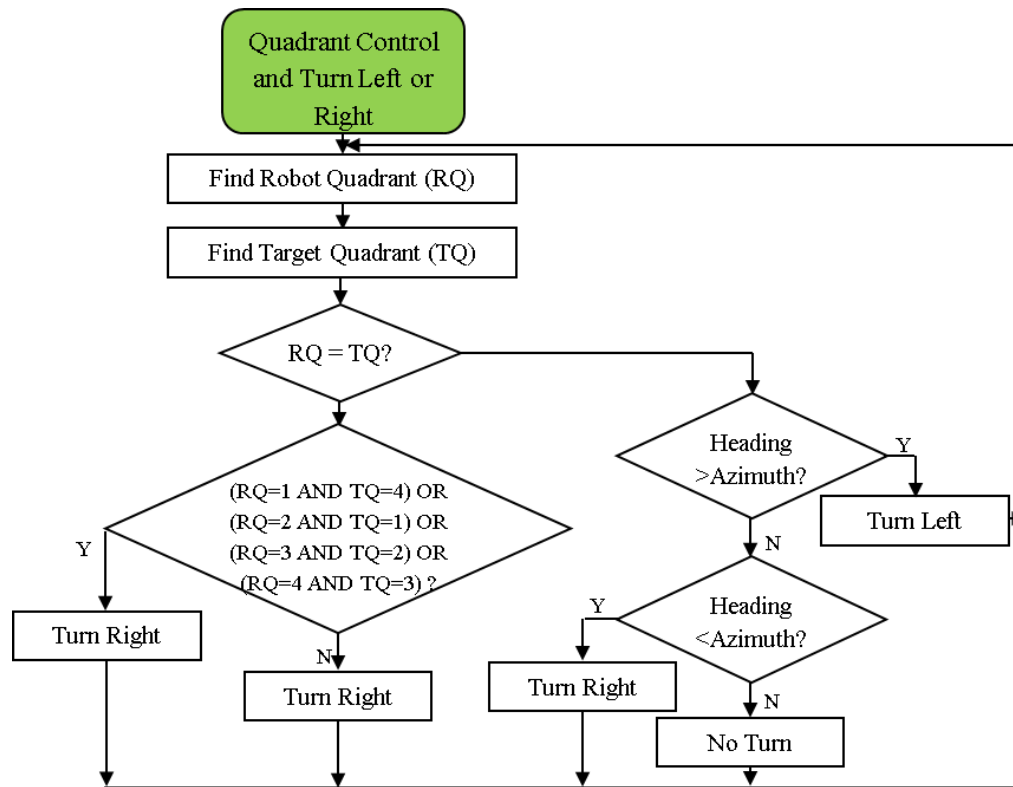 Quadrant Control
and Turn Left or
Right
Find Robot Quadrant (RQ)
Find Target Quadrant (TQ)
RQ = TQ?
Heading
>Azimuth?
Y
Turn Left
N
(RQ=1 AND TQ=4) OR
(RQ=2 AND TQ=1) OR
(RQ=3 AND TQ=2) OR
(RQ=4 AND TQ=3) ?
Y
Turn Right
N
Turn Right
Heading
<Azimuth?
Y
Turn Right
N
No Turn